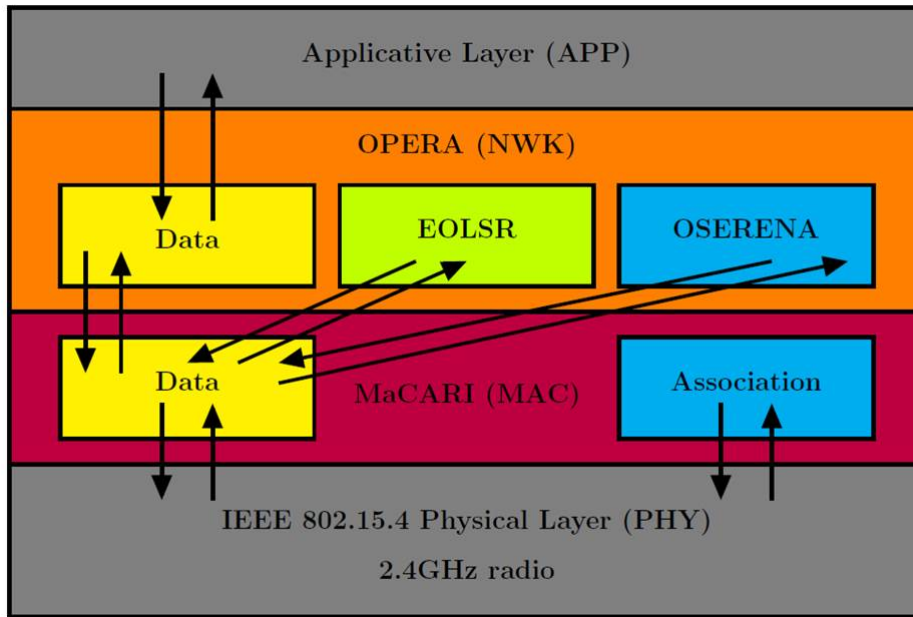 Applicative Layer (APP)
OPERA (NWK)
Data
EOLSR
OSERENA
Data
MaCARI (MAC)
Association
IEEE 802.15.4 Physical Layer (PHY)
2.4GHz radio